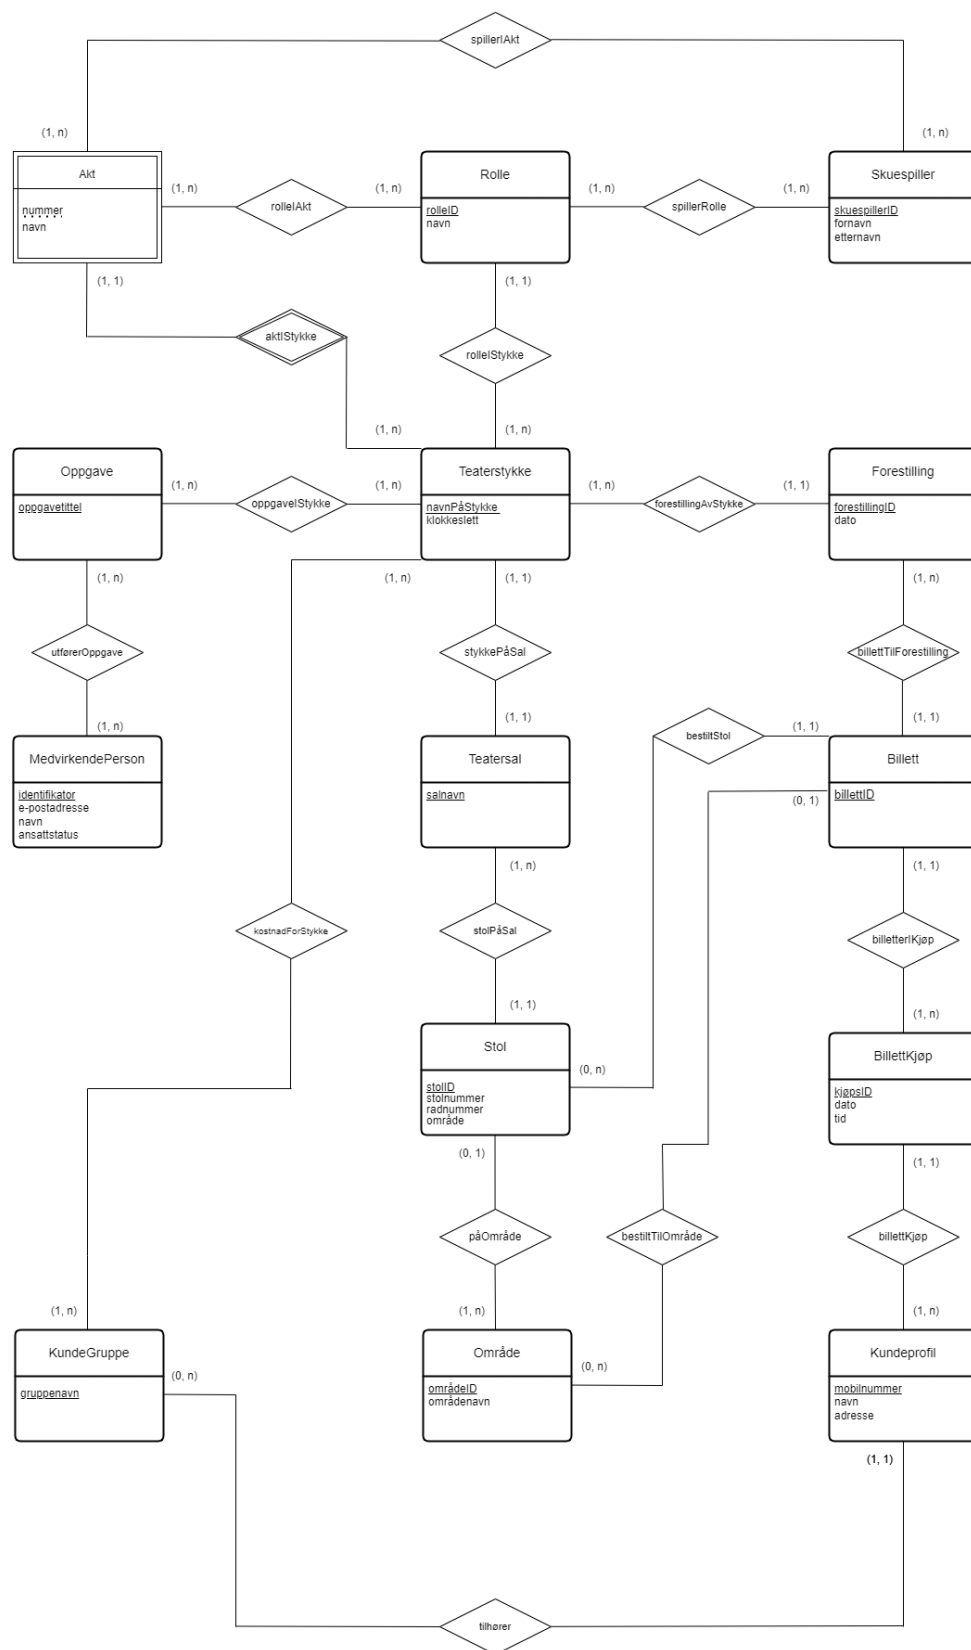 spillerIAkt
(1, n)
(1, n)
Akt
nummer
navn
(1, n)
rolleIAkt
(1, n)
Rolle
rolleID
navn
(1, n)
spillerRolle
(1, n)
Skuespiller
skuespillerID
fornavn
etternavn
(1, 1)
(1, 1)
aktIStykke
rolleIStykke
(1, n)
(1, n)
Oppgave
oppgavetittel
(1, n)
oppgaveIStykke
(1, n)
Teaterstykke
navnPåStykke
klokkeslett
(1, n)
forestillingAvStykke
(1, 1)
Forestilling
forestillingID
dato
(1, n)
(1, n)
(1, 1)
(1, n)
utførerOppgave
stykkePåSal
billettTilForestilling
(1, n)
(1, 1)
bestiltStol
(1, 1)
(1, 1)
MedvirkendePerson
identifikator
e-postadresse
navn
ansattstatus
Teatersal
salnavn
Billett
billettID
(0, 1)
(1, n)
(1, 1)
kostnadForStykke
stolPåSal
billetterIKjøp
(1, 1)
(1, n)
Stol
stolID
stolnummer
radnummer
område
(0, n)
BillettKjøp
kjøpsID
dato
tid
(0, 1)
(1, 1)
påOmråde
bestiltTilOmråde
billettKjøp
(1, n)
(1, n)
(1, n)
KundeGruppe
gruppenavn
(0, n)
Område
områdeID
områdenavn
(0, n)
Kundeprofil
mobilnummer
navn
adresse
(1, 1)
tilhører